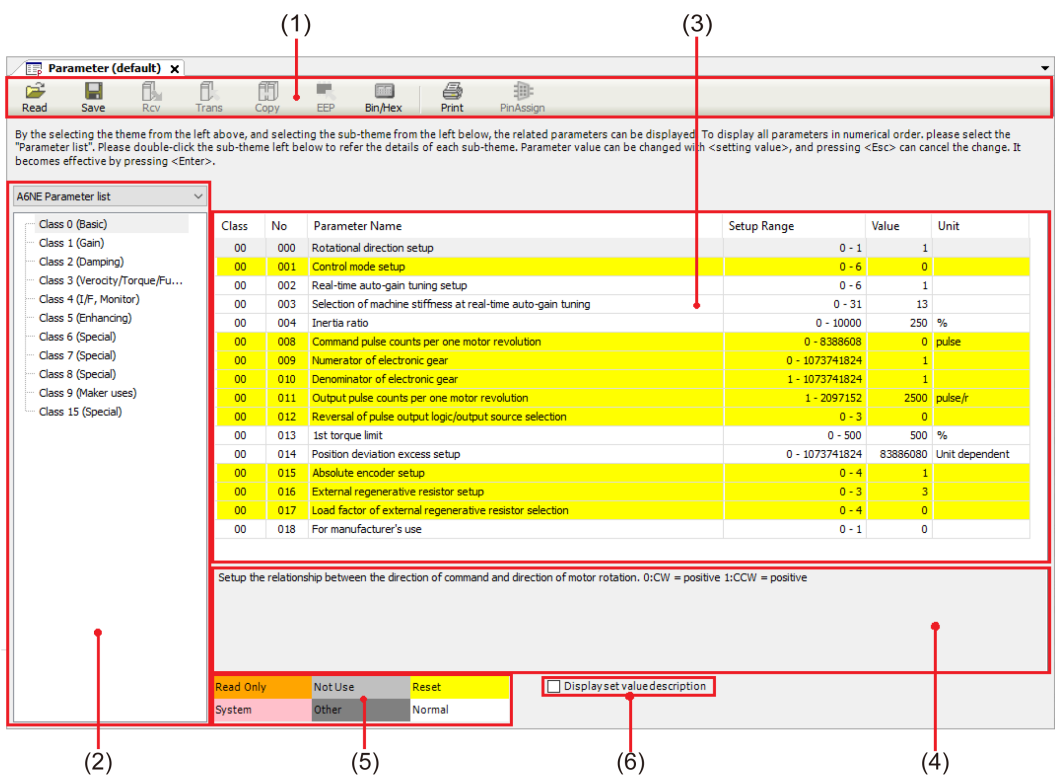 (1)
(3)
Parameter (default) x
Read Save Rcv Trans Copy EEP Bin/Hex Print PinAssign
By the selecting the theme from the left above, and selecting the sub-theme from the left below, the related parameters can be displayed. To display all parameters in numerical order. please select the
"Parameter list". Please double-click the sub-theme left below to refer the details of each sub-theme. Parameter value can be changed with <setting value>, and pressing <Esc> can cancel the change. It
becomes effective by pressing <Enter>.
A6NE Parameter list
Class 0 (Basic)
Class 1 (Gain)
Class 2 (Damping)
Class 3 (Verocity/Torque/Fu...
Class 4 (I/F, Monitor)
Class 5 (Enhancing)
Class 6 (Special)
Class 7 (Special)
Class 8 (Special)
Class 9 (Maker uses)
Class 15 (Special)
Class No Parameter Name Setup Range Value Unit
00 000 Rotational direction setup 0 - 1 1
00 001 Control mode setup 0 - 6 0
00 002 Real-time auto-gain tuning setup 0 - 6 1
00 003 Selection of machine stiffness at real-time auto-gain tuning 0 - 31 13
00 004 Inertia ratio 0 - 10000 250 %
00 008 Command pulse counts per one motor revolution 0 - 8388608 0 pulse
00 009 Numerator of electronic gear 0 - 1073741824 1
00 010 Denominator of electronic gear 1 - 1073741824 1
00 011 Output pulse counts per one motor revolution 1 - 2097152 2500 pulse/r
00 012 Reversal of pulse output logic/output source selection 0 - 3 0
00 013 1st torque limit 0 - 500 500 %
00 014 Position deviation excess setup 0 - 1073741824 83886080 Unit dependent
00 015 Absolute encoder setup 0 - 4 1
00 016 External regenerative resistor setup 0 - 3 3
00 017 Load factor of external regenerative resistor selection 0 - 4 0
00 018 For manufacturer's use 0 - 1 0
Setup the relationship between the direction of command and direction of motor rotation. 0:CW = positive 1:CCW = positive
Read Only Not Use Reset
System Other Normal
Display set value description
(2)
(5)
(6)
(4)